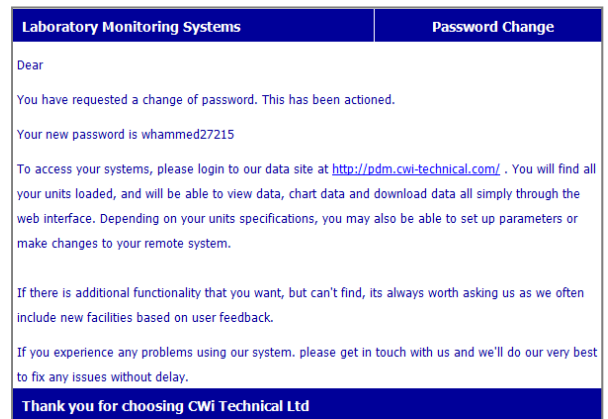 Laboratory Monitoring Systems
Password Change
Dear
You have requested a change of password. This has been actioned.
Your new password is whammed27215
To access your systems, please login to our data site at http://pdm.cwi-technical.com/ . You will find all
your units loaded, and will be able to view data, chart data and download data all simply through the
web interface. Depending on your units specifications, you may also be able to set up parameters or
make changes to your remote system.
If there is additional functionality that you want, but can't find, its always worth asking us as we often
include new facilities based on user feedback.
If you experience any problems using our system. please get in touch with us and we'll do our very best
to fix any issues without delay.
Thank you for choosing CWi Technical Ltd